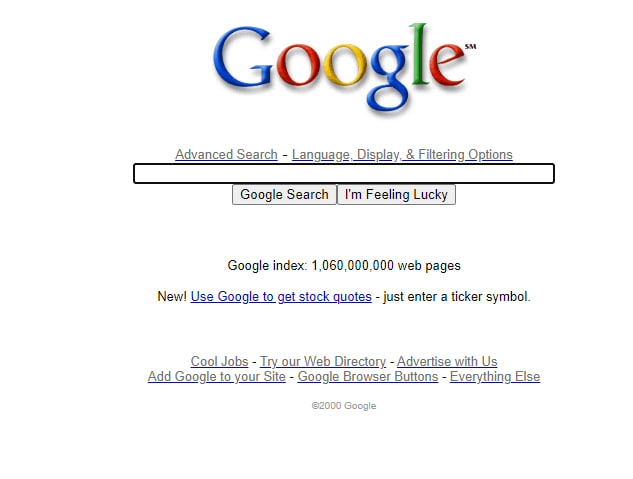 Google℠
Advanced Search - Language, Display, & Filtering Options
Google Search I'm Feeling Lucky
Google index: 1,060,000,000 web pages
New! Use Google to get stock quotes - just enter a ticker symbol.
Cool Jobs - Try our Web Directory - Advertise with Us
Add Google to your Site - Google Browser Buttons - Everything Else
©2000 Google